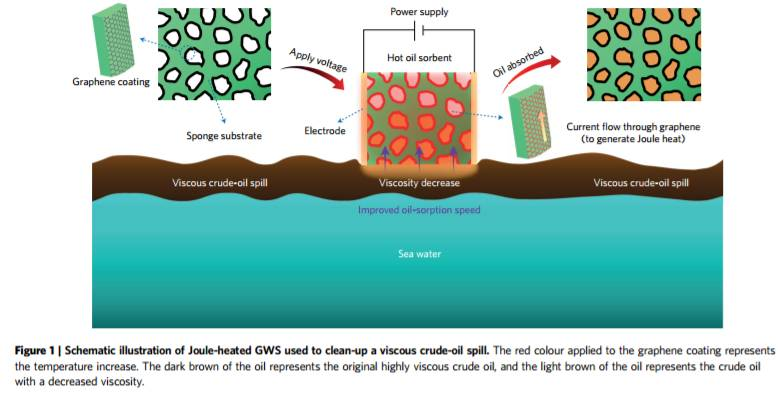 Power supply
Graphene coating
Apply voltage
Hot oil sorbent
Oil absorbed
Sponge substrate
Electrode
Current flow through graphene
(to generate Joule heat)
Viscous crude-oil spill
Viscosity decrease
Viscous crude-oil spill
Improved oil-sorption speed
Sea water
Figure 1 | Schematic illustration of Joule-heated GWS used to clean-up a viscous crude-oil spill. The red colour applied to the graphene coating represents
the temperature increase. The dark brown of the oil represents the original highly viscous crude oil, and the light brown of the oil represents the crude oil
with a decreased viscosity.